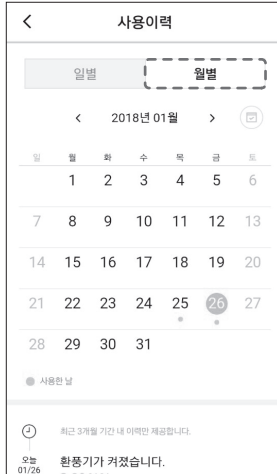 사용이력
일별 월별
2018년 01월
일 월 화 수 목 금 토
1 2 3 4 5 6
7 8 9 10 11 12 13
14 15 16 17 18 19 20
21 22 23 24 25 26 27
28 29 30 31
사용한 날
최근 3개월 기간 내 이력만 제공합니다.
오늘
01/26 환풍기가 켜졌습니다.